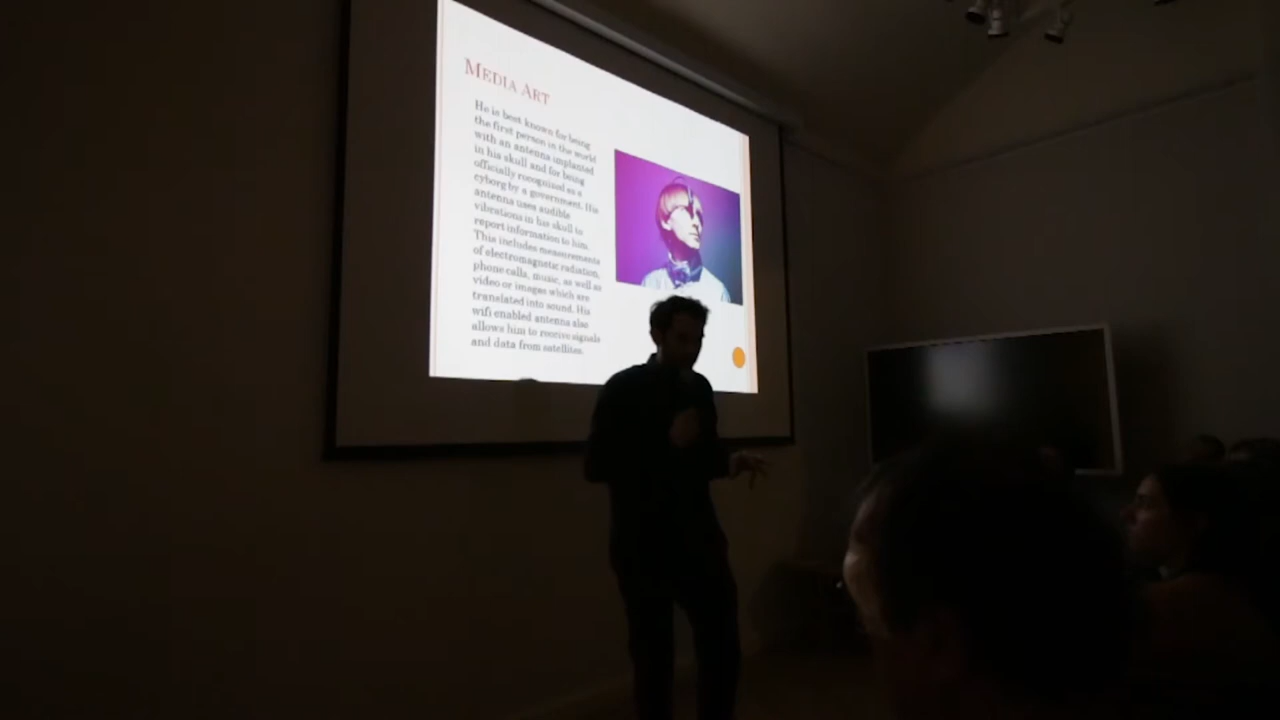 MEDIA ART
He is best known for being
the first person in the world
with an antenna implanted
in his skull and for being
officially recognized as a
cyborg by a government. His
antenna uses audible
vibrations in his skull to
report information to him.
This includes measurements
of electromagnetic radiation,
phone calls, music, as well as
video or images which are
translated into sound. His
wifi enabled antenna also
allows him to receive signals
and data from satellites.